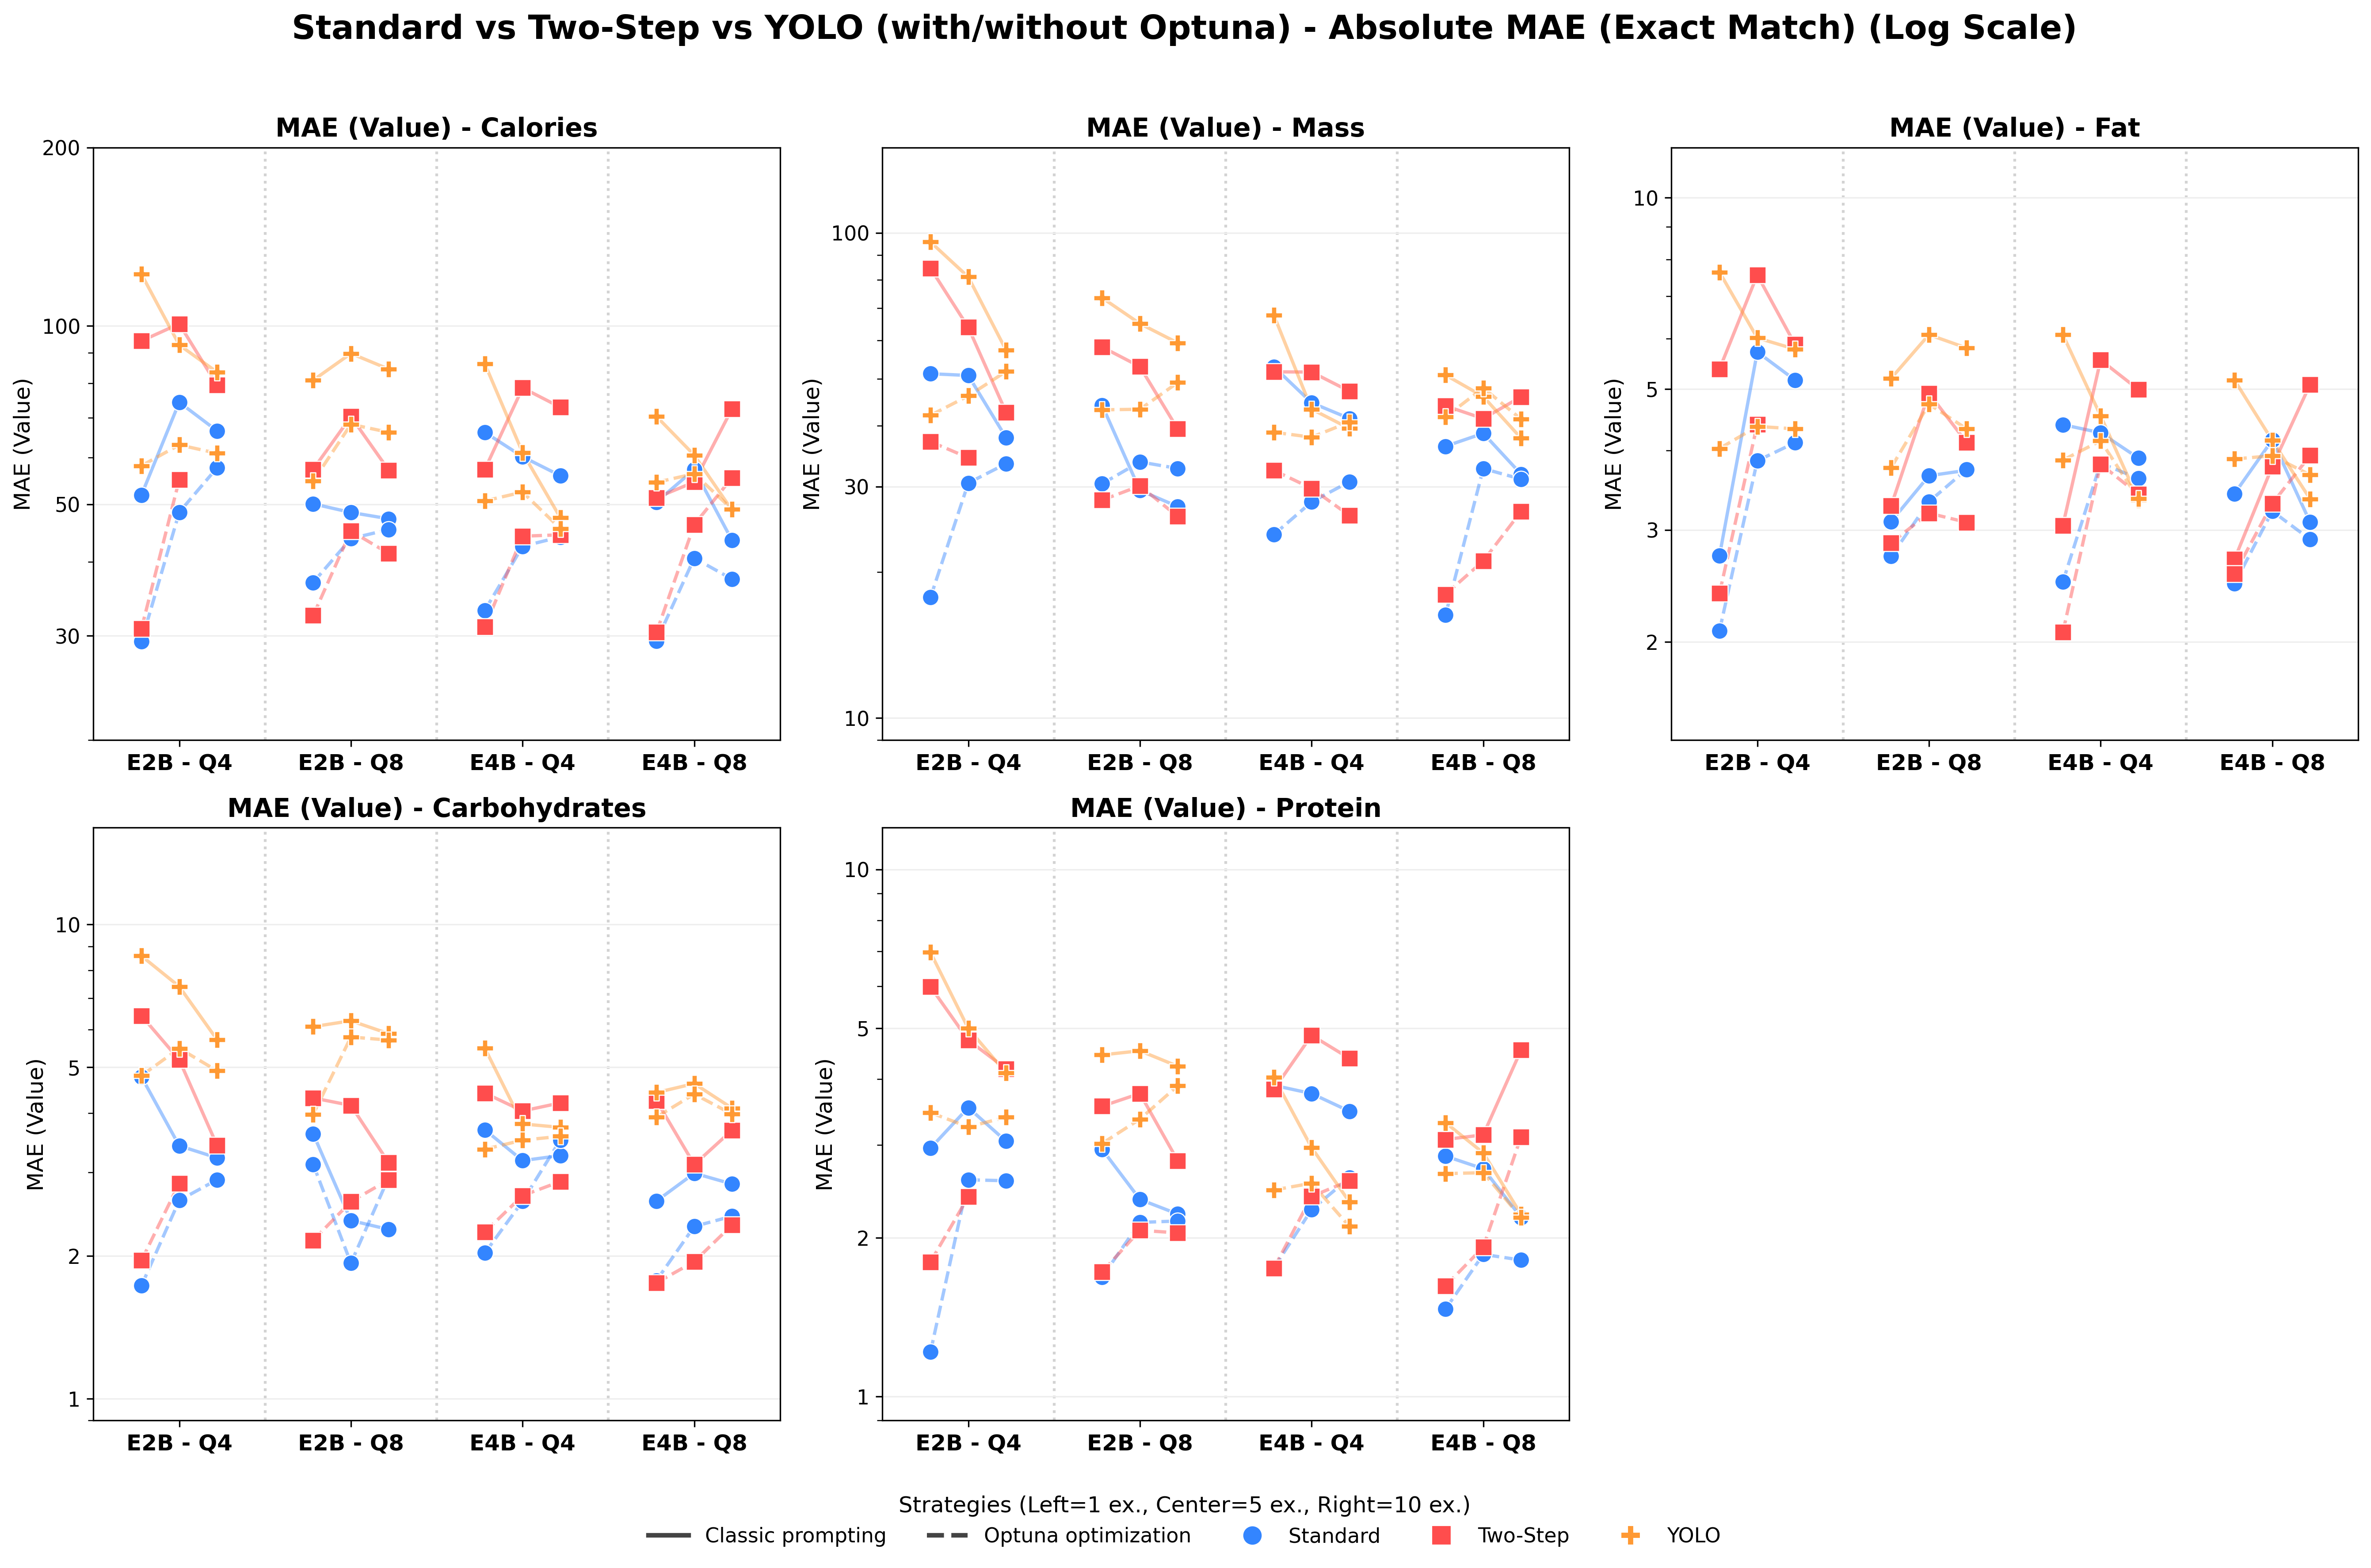 Standard vs Two-Step vs YOLO (with/without Optuna) - Absolute MAE (Exact Match) (Log Scale)
MAE (Value) - Calories
MAE (Value)
200
100
50
30
E2B - Q4
E2B - Q8
E4B - Q4
E4B - Q8
MAE (Value) - Mass
MAE (Value)
100
30
10
E2B - Q4
E2B - Q8
E4B - Q4
E4B - Q8
MAE (Value) - Fat
MAE (Value)
10
5
3
2
E2B - Q4
E2B - Q8
E4B - Q4
E4B - Q8
MAE (Value) - Carbohydrates
MAE (Value)
10
5
2
1
E2B - Q4
E2B - Q8
E4B - Q4
E4B - Q8
MAE (Value) - Protein
MAE (Value)
10
5
2
1
E2B - Q4
E2B - Q8
E4B - Q4
E4B - Q8
Strategies (Left=1 ex., Center=5 ex., Right=10 ex.)
Classic prompting
Optuna optimization
Standard
Two-Step
YOLO